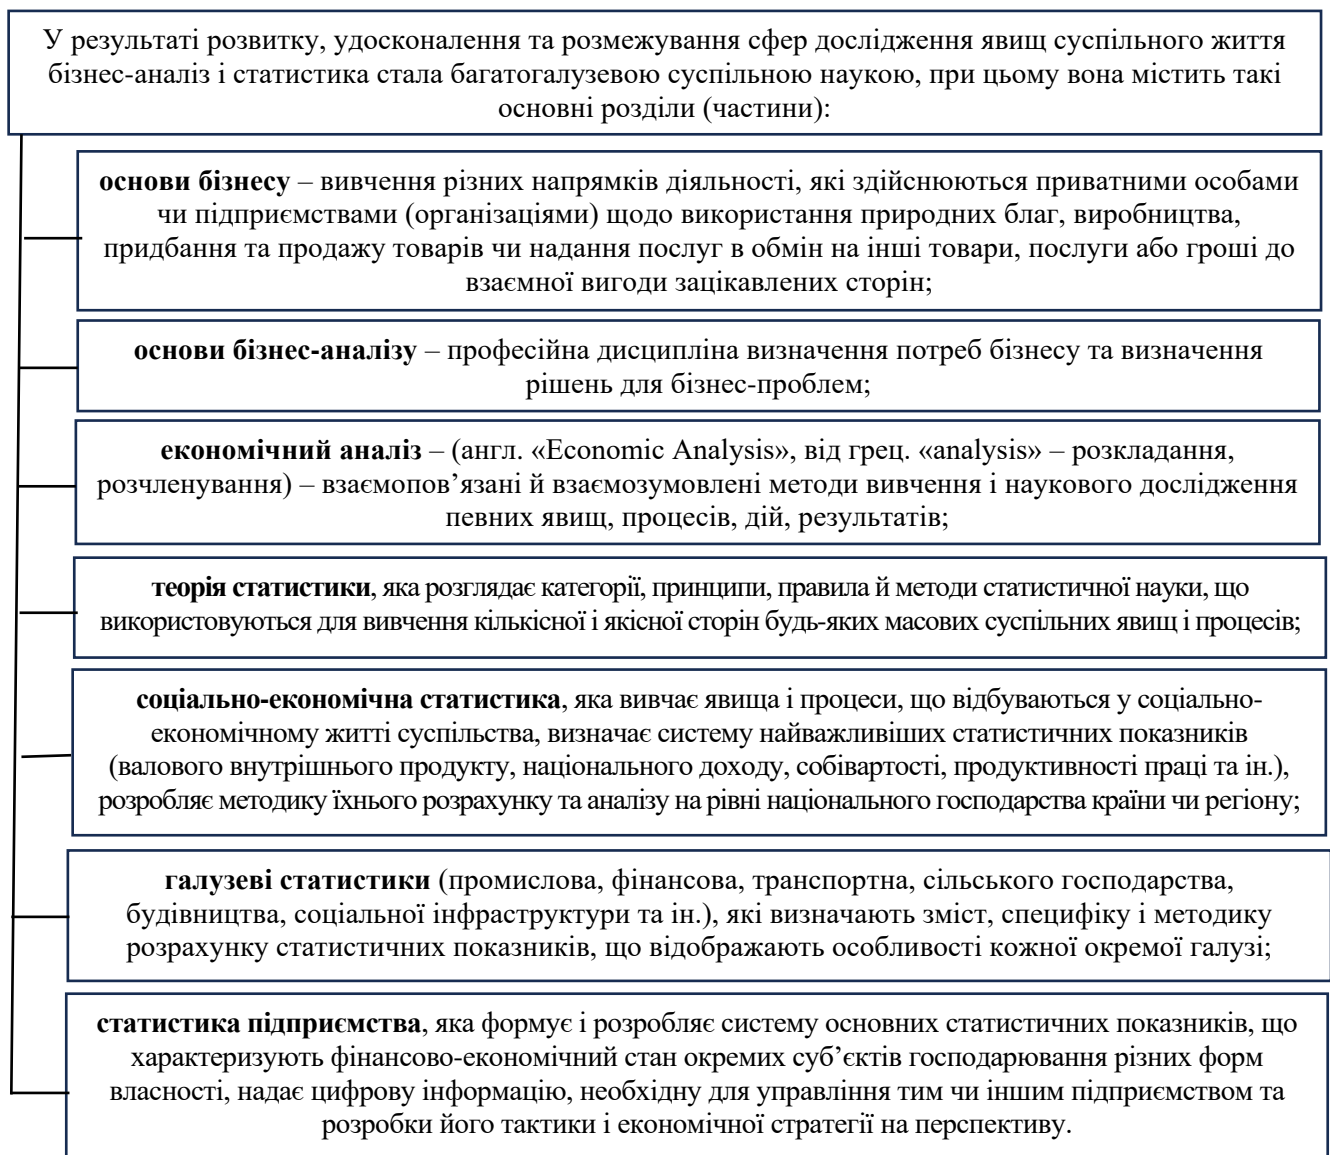 У результаті розвитку, удосконалення та розмежування сфер дослідження явищ суспільного життя
бізнес-аналіз і статистика стала багатогалузевою суспільною наукою, при цьому вона містить такі
основні розділи (частини):
основи бізнесу – вивчення різних напрямків діяльності, які здійснюються приватними особами
чи підприємствами (організаціями) щодо використання природних благ, виробництва,
придбання та продажу товарів чи надання послуг в обмін на інші товари, послуги або гроші до
взаємної вигоди зацікавлених сторін;
основи бізнес-аналізу – професійна дисципліна визначення потреб бізнесу та визначення
рішень для бізнес-проблем;
економічний аналіз – (англ. «Economic Analysis», від грец. «analysis» – розкладання,
розчленування) – взаємопов’язані й взаємозумовлені методи вивчення і наукового дослідження
певних явищ, процесів, дій, результатів;
теорія статистики, яка розглядає категорії, принципи, правила й методи статистичної науки, що
використовуються для вивчення кількісної і якісної сторін будь-яких масових суспільних явищ і процесів;
соціально-економічна статистика, яка вивчає явища і процеси, що відбуваються у соціально-
економічному житті суспільства, визначає систему найважливіших статистичних показників
(валового внутрішнього продукту, національного доходу, собівартості, продуктивності праці та ін.),
розробляє методику їхнього розрахунку та аналізу на рівні національного господарства країни чи регіону;
галузеві статистики (промислова, фінансова, транспортна, сільського господарства,
будівництва, соціальної інфраструктури та ін.), які визначають зміст, специфіку і методику
розрахунку статистичних показників, що відображають особливості кожної окремої галузі;
статистика підприємства, яка формує і розробляє систему основних статистичних показників, що
характеризують фінансово-економічний стан окремих суб’єктів господарювання різних форм
власності, надає цифрову інформацію, необхідну для управління тим чи іншим підприємством та
розробки його тактики і економічної стратегії на перспективу.